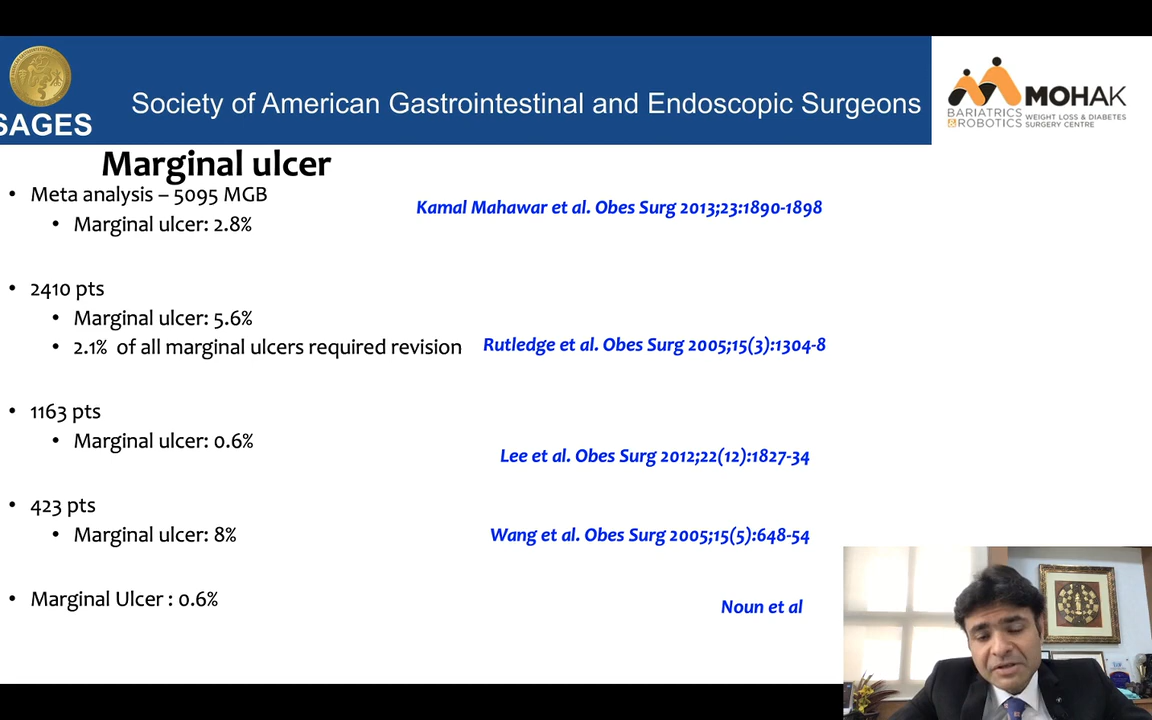 Society of American Gastrointestinal and Endoscopic Surgeons
SAGES
MOHAK
BARIATRICS & ROBOTICS
WEIGHT LOSS & DIABETES
SURGERY CENTRE
Marginal ulcer
• Meta analysis – 5095 MGB
Kamal Mahawar et al. Obes Surg 2013;23:1890-1898
• Marginal ulcer: 2.8%
• 2410 pts
• Marginal ulcer: 5.6%
• 2.1% of all marginal ulcers required revision
Rutledge et al. Obes Surg 2005;15(3):1304-8
• 1163 pts
• Marginal ulcer: 0.6%
Lee et al. Obes Surg 2012;22(12):1827-34
• 423 pts
• Marginal ulcer: 8%
Wang et al. Obes Surg 2005;15(5):648-54
• Marginal Ulcer : 0.6%
Noun et al